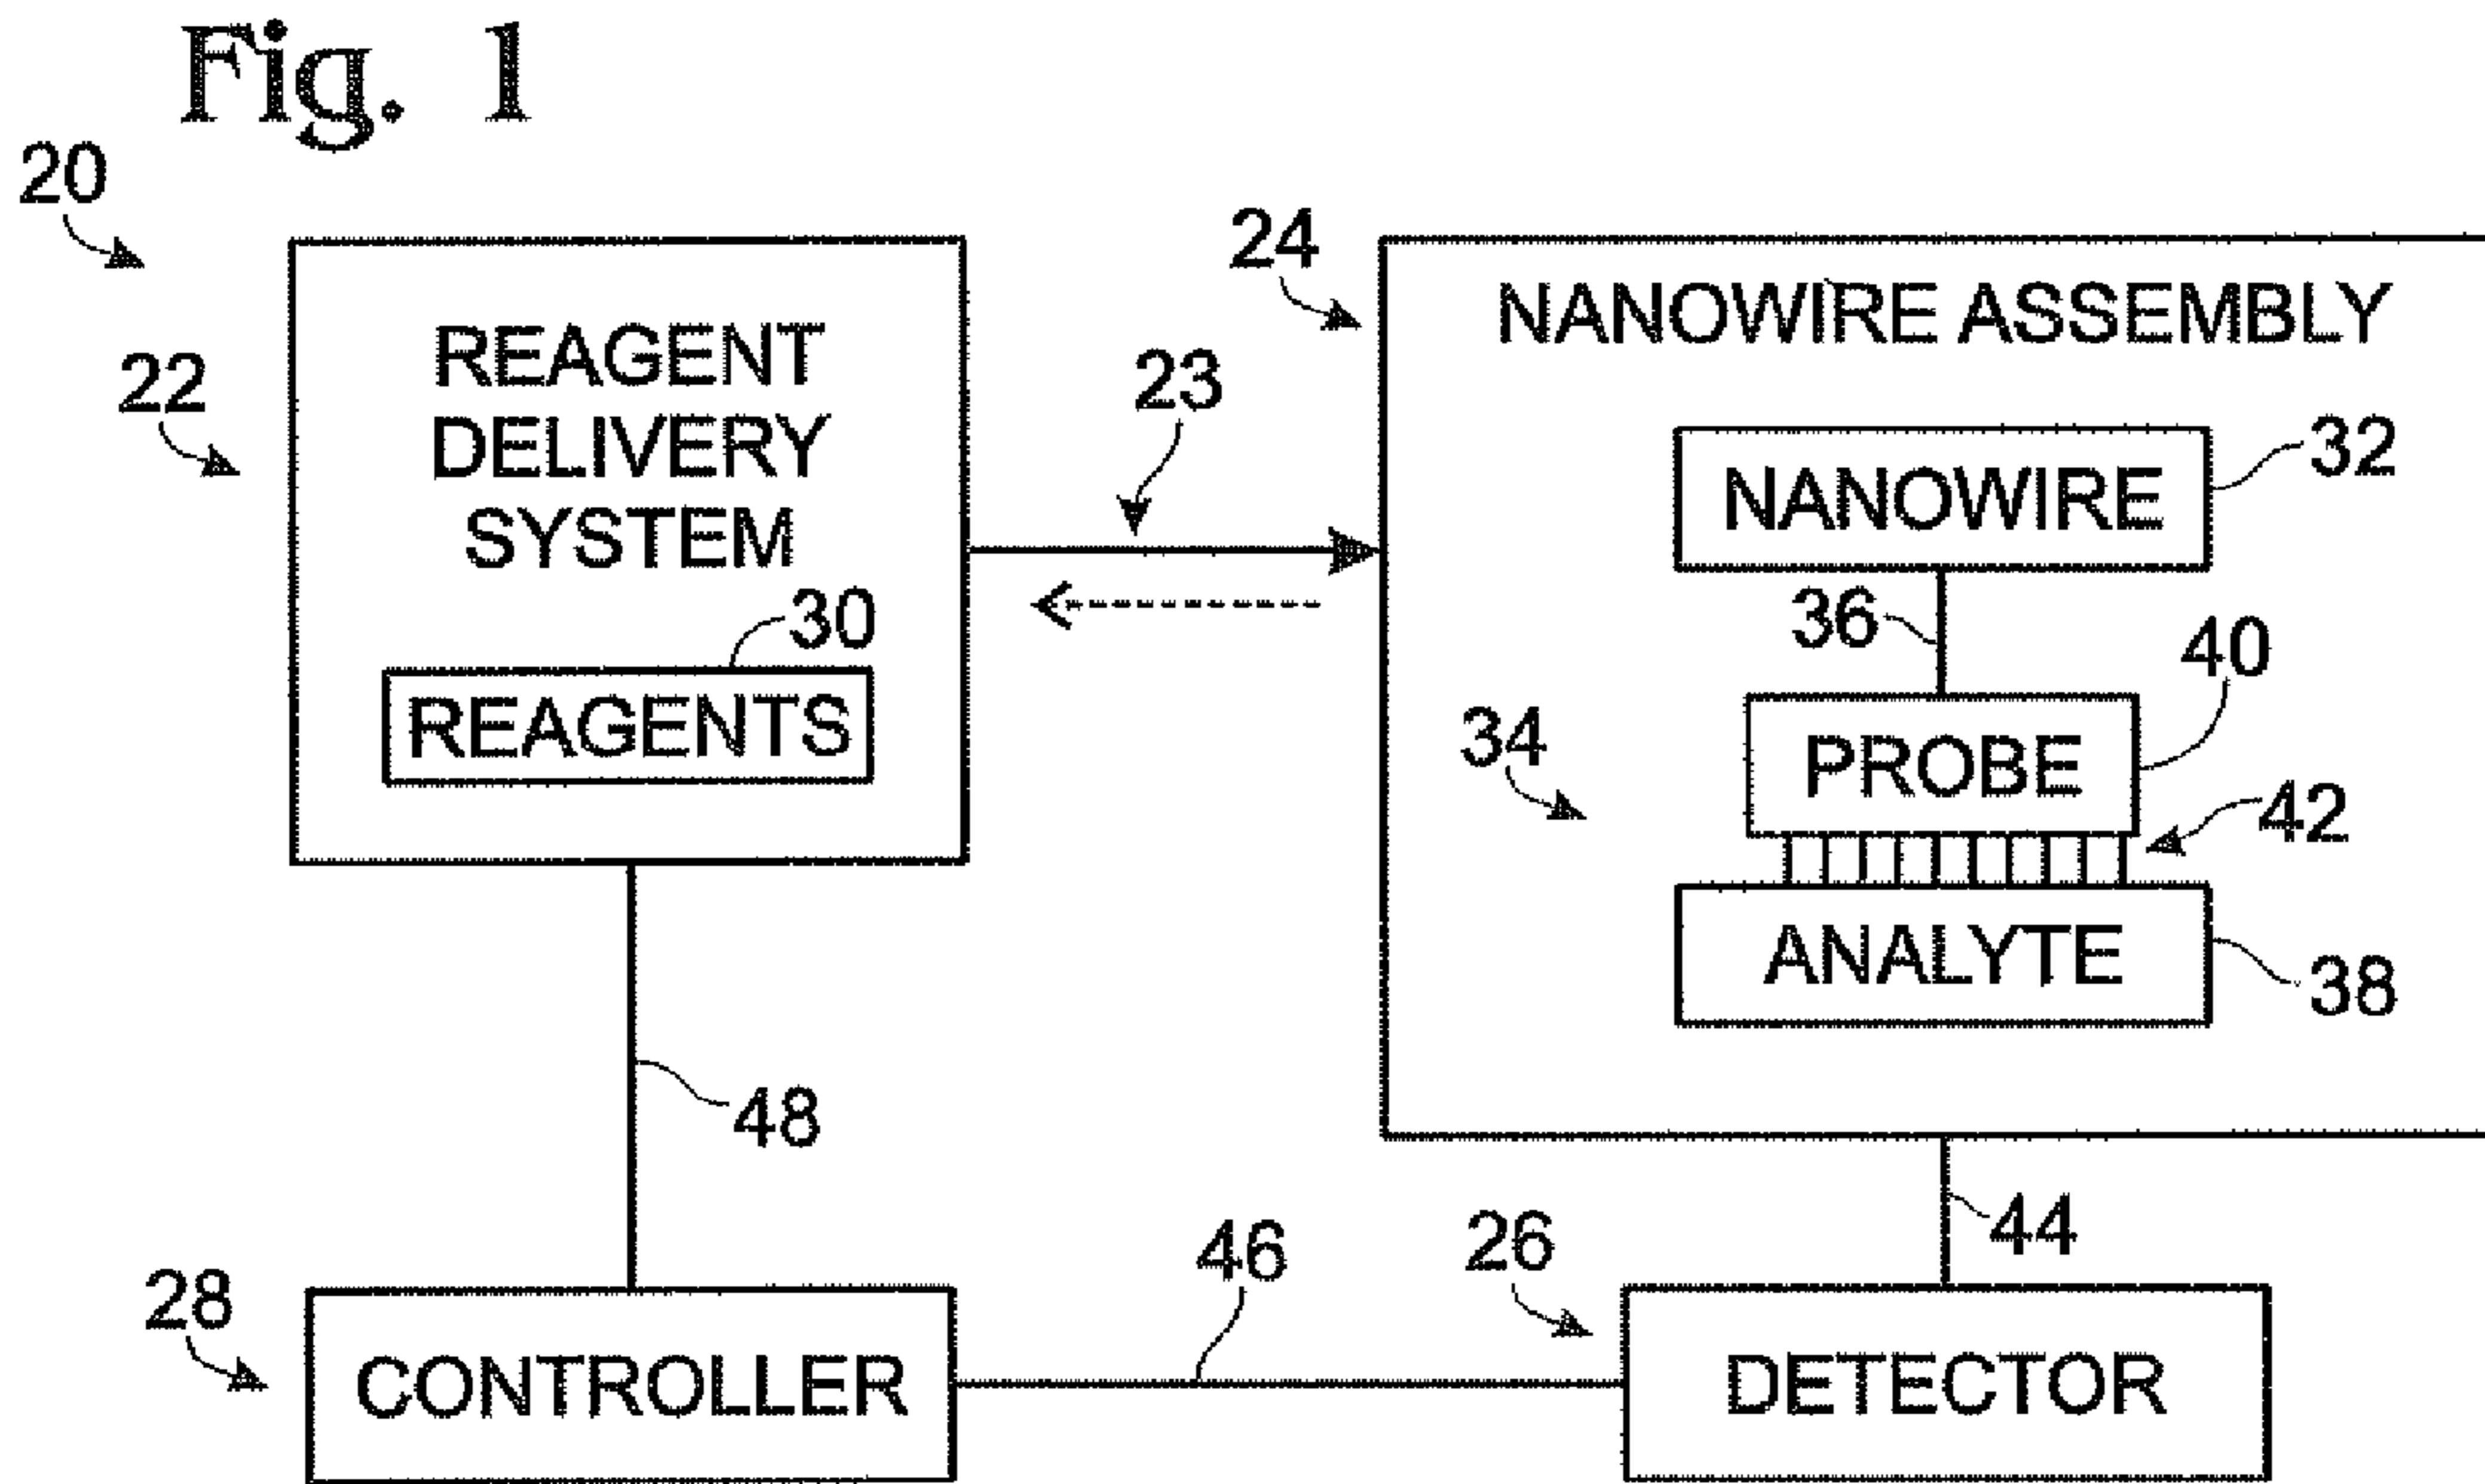 Fig. 1
20
22
REAGENT
DELIVERY
SYSTEM
30
REAGENTS
23
24
NANOWIRE ASSEMBLY
NANOWIRE
32
36
40
34
PROBE
42
ANALYTE
38
48
44
46
26
28
CONTROLLER
DETECTOR